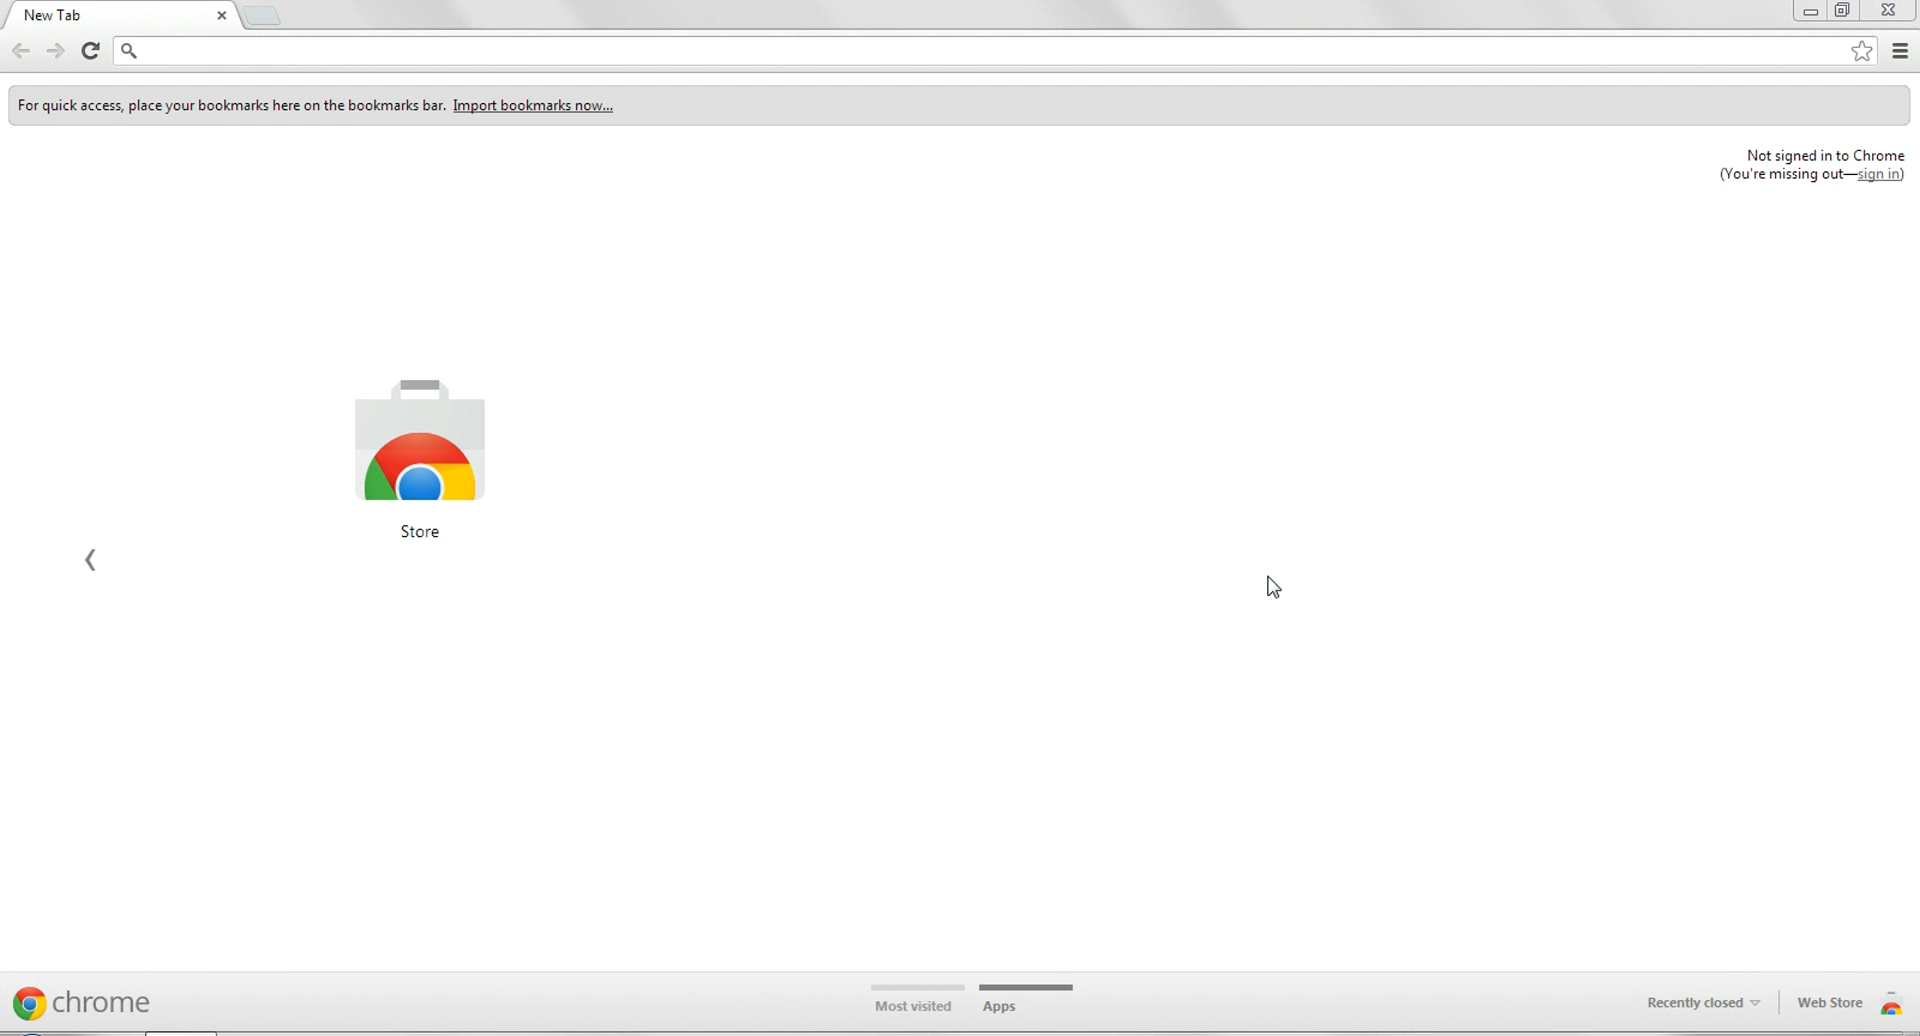 New Tab
For quick access, place your bookmarks here on the bookmarks bar. Import bookmarks now...
Not signed in to Chrome
(You're missing out—sign in)
Store
chrome
Most visited
Apps
Recently closed
Web Store